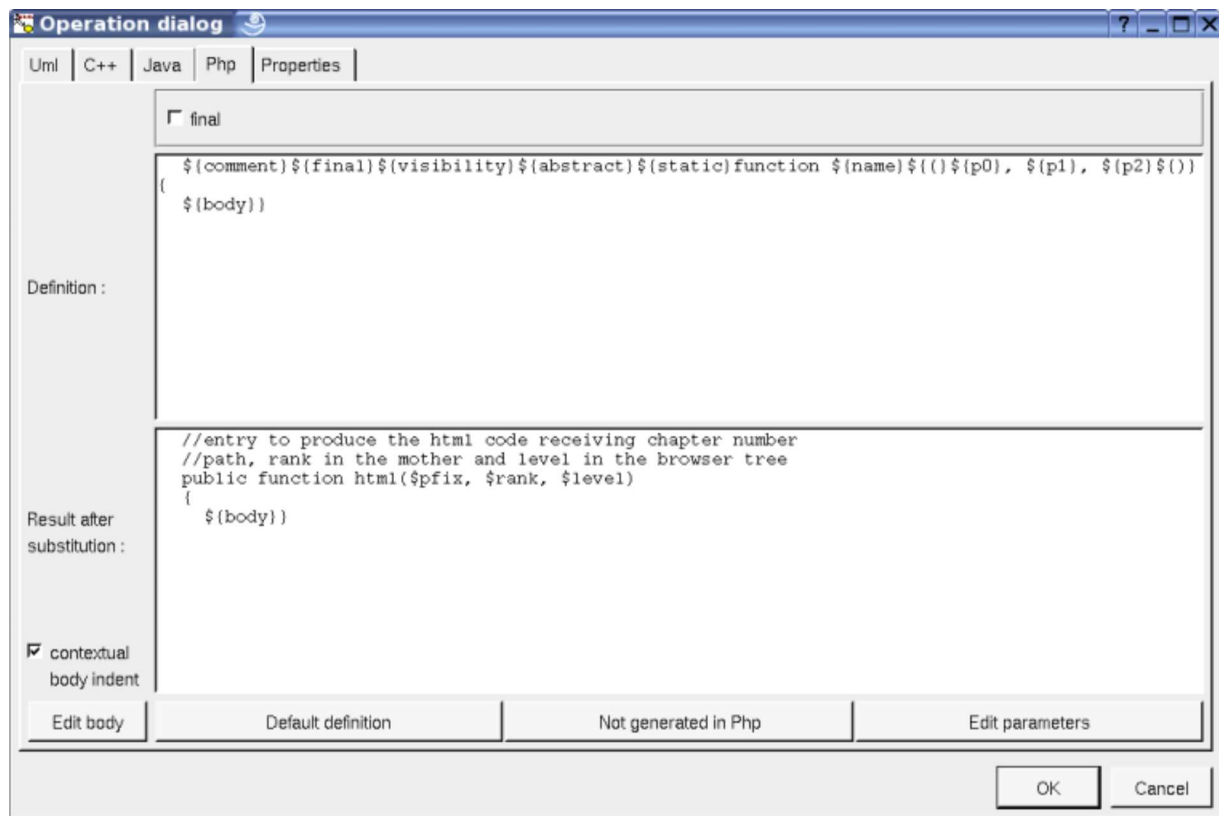 Operation dialog
Uml C++ Java Php Properties
final
Definition :
${comment}${final}${visibility}${abstract}${static}function ${name}${(}${p0}, ${p1}, ${p2}${)}
{
${body}}
Result after
substitution :
//entry to produce the html code receiving chapter number
//path, rank in the mother and level in the browser tree
public function html($pfix, $rank, $level)
{
${body}}
contextual
body indent
Edit body Default definition Not generated in Php Edit parameters
OK Cancel